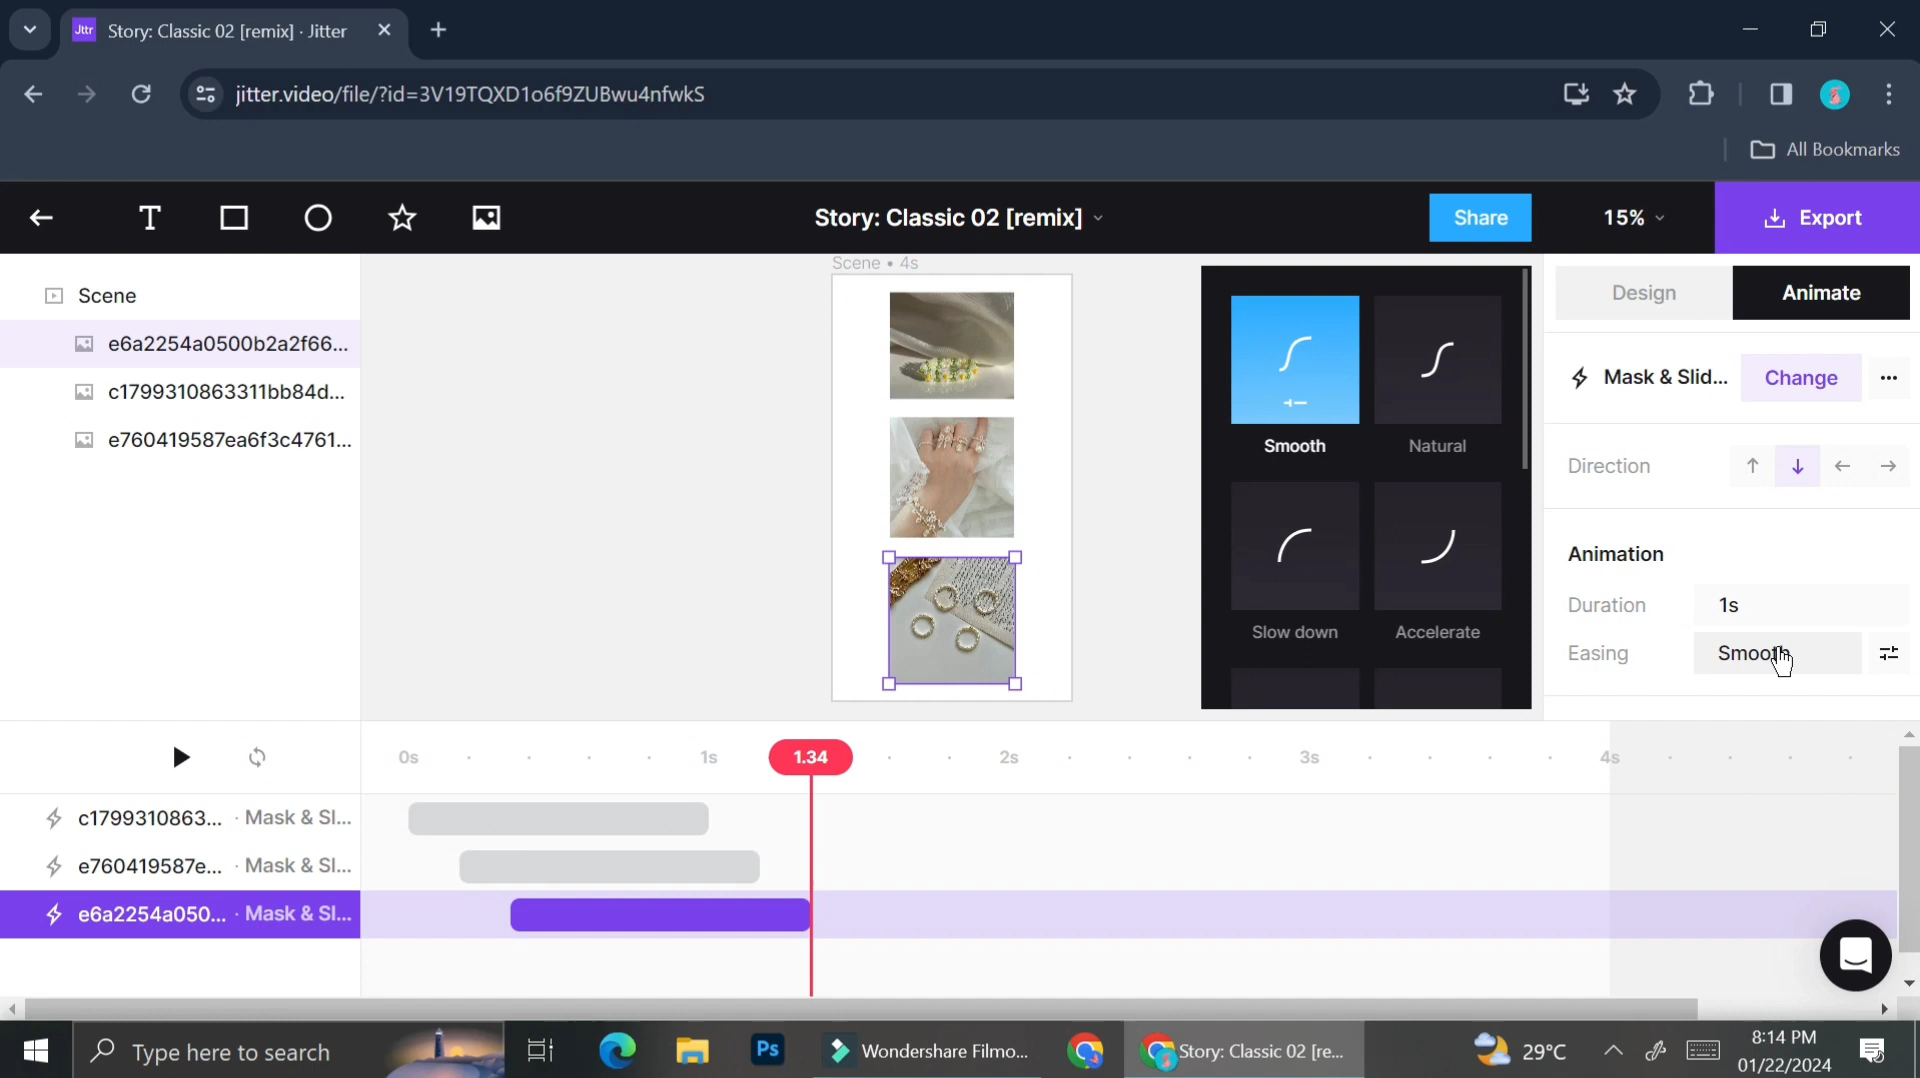 Jttr Story: Classic 02 [remix] · Jitter
jitter.video/file/?id=3V19TQXD1o6f9ZUBwu4nfwkS
All Bookmarks
T Story: Classic 02 [remix] Share 15% Export
Scene
e6a2254a0500b2a2f66...
c1799310863311bb84d...
e760419587ea6f3c4761...
Scene • 4s
Smooth Natural
Slow down Accelerate
Design Animate
Mask & Slid... Change
Direction
Animation
Duration 1s
Easing Smooth
0s 1s 1.34 2s 3s 4s
c1799310863... · Mask & Sl...
e760419587e... · Mask & Sl...
e6a2254a050... · Mask & Sl...
Type here to search Ps Wondershare Filmo... Story: Classic 02 [re... 29°C 8:14 PM
01/22/2024